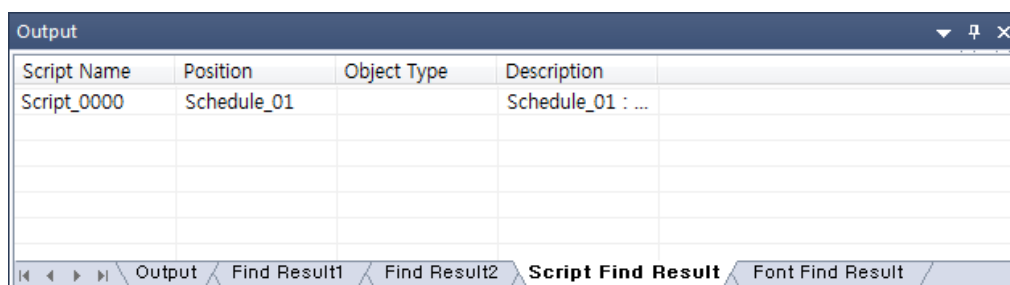 Output
Script Name Position Object Type Description
Script_0000 Schedule_01 Schedule_01 : ...
Output Find Result1 Find Result2 Script Find Result Font Find Result